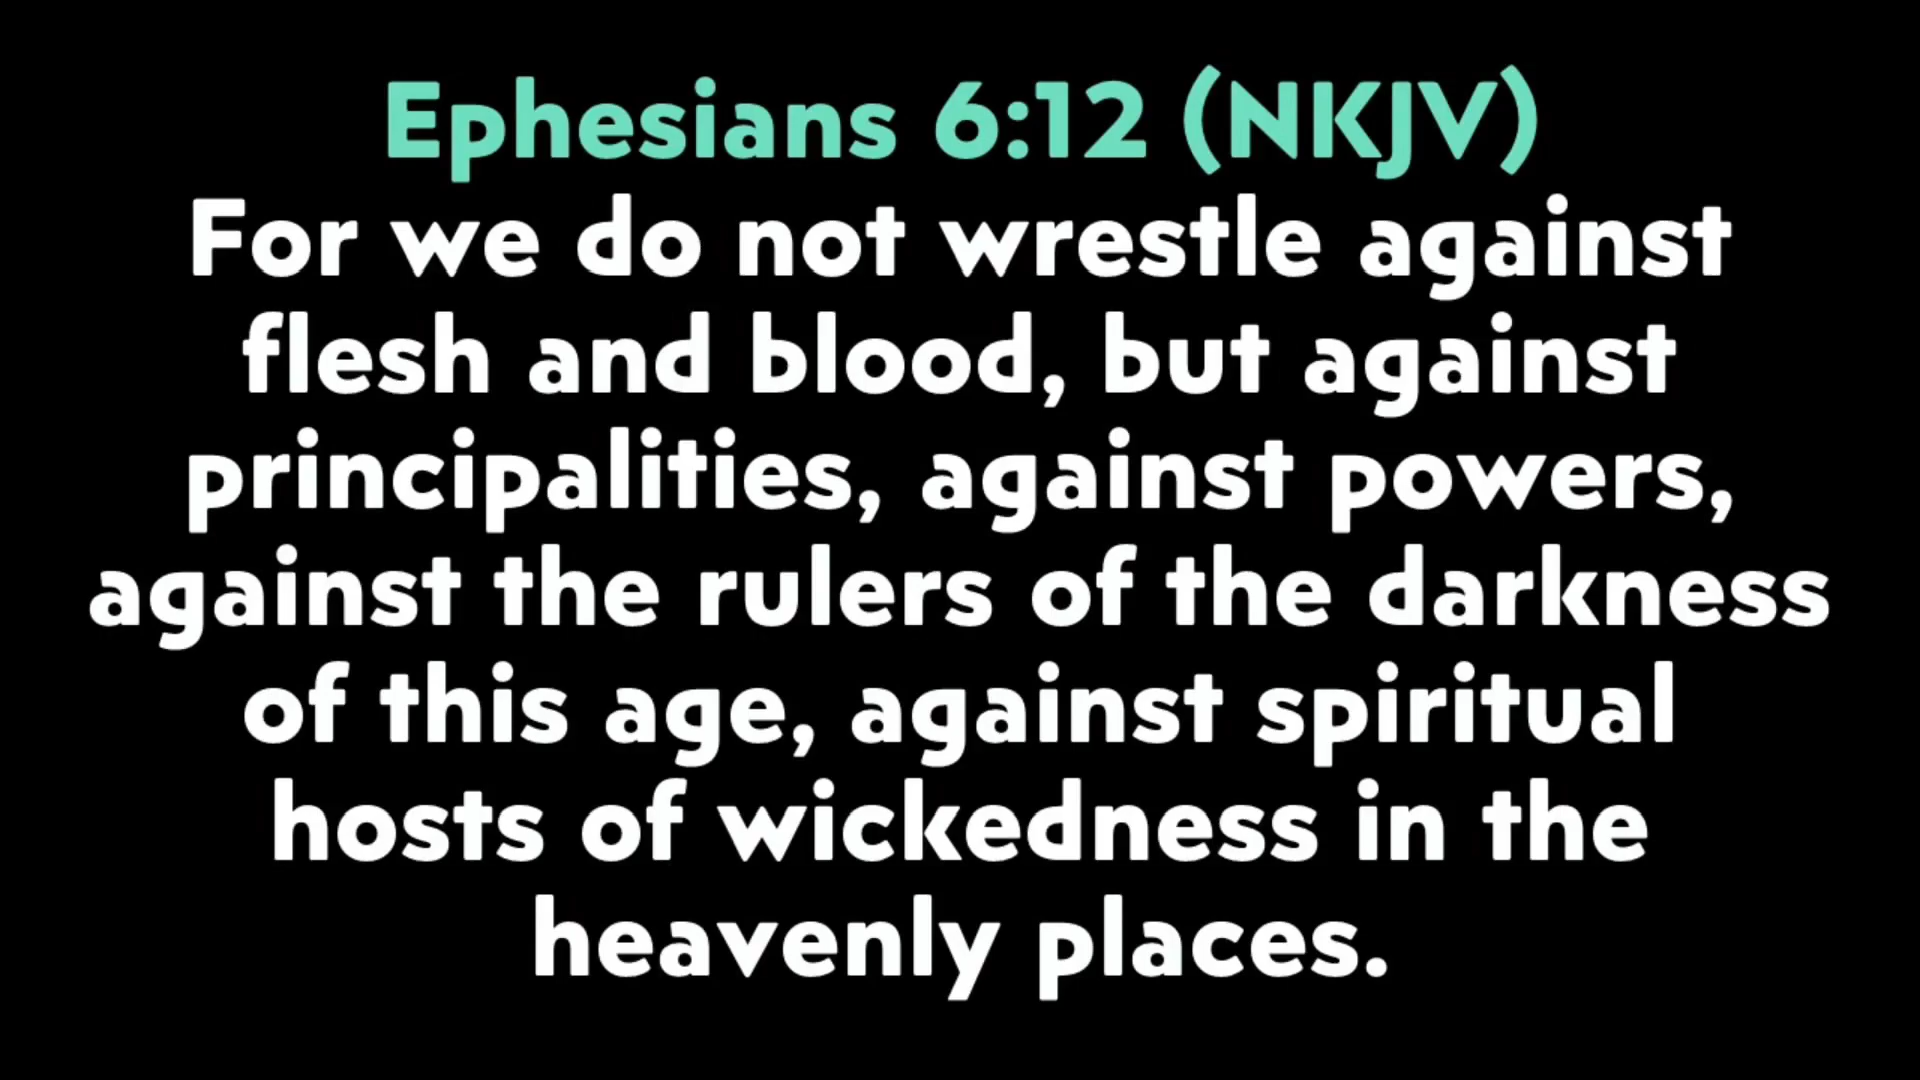 Ephesians 6:12 (NKJV)
For we do not wrestle against
flesh and blood, but against
principalities, against powers,
against the rulers of the darkness
of this age, against spiritual
hosts of wickedness in the
heavenly places.